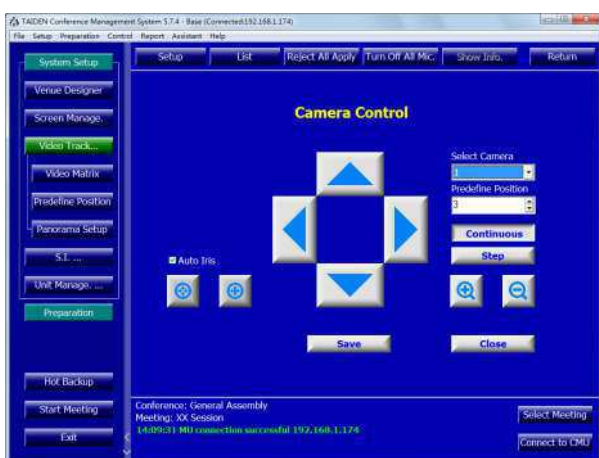 TAIDEN Conference Management System 5.7.4 - Base (Connected:192.168.1.174)
File Setup Preparation Control Report Assistant Help
System Setup
Setup
List
Reject All Apply
Turn Off All Mic.
Show Info.
Return
Venue Designer
Screen Manage.
Video Track...
Video Matrix
Predefine Position
Panorama Setup
S.I. ...
Unit Manage. ...
Preparation
Hot Backup
Start Meeting
Exit
Camera Control
Select Camera
1
Predefine Position
3
Continuous
Step
Auto Iris
Save
Close
Conference: General Assembly
Meeting: XX Session
14:09:31 MU connection successful 192.168.1.174
Select Meeting
Connect to CMU